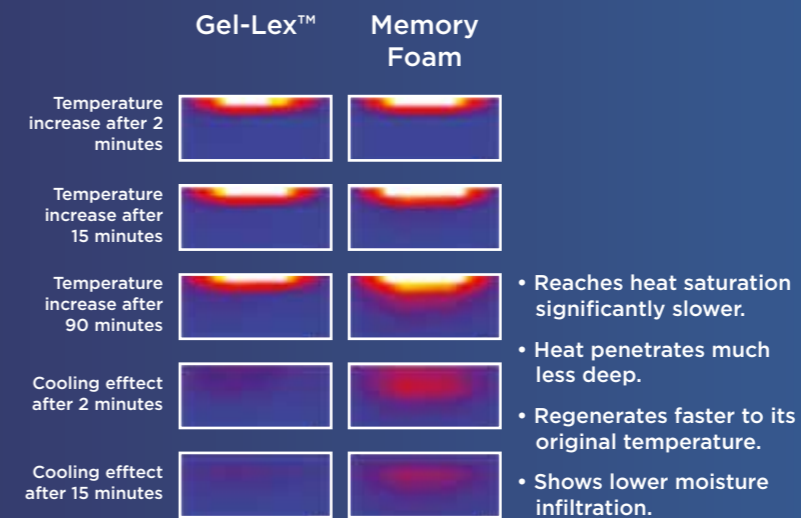 Gel-Lex™
Memory
Foam
Temperature
increase after 2
minutes
Temperature
increase after
15 minutes
Temperature
increase after
90 minutes
Cooling efftect
after 2 minutes
Cooling efftect
after 15 minutes
• Reaches heat saturation
significantly slower.
• Heat penetrates much
less deep.
• Regenerates faster to its
original temperature.
• Shows lower moisture
infiltration.